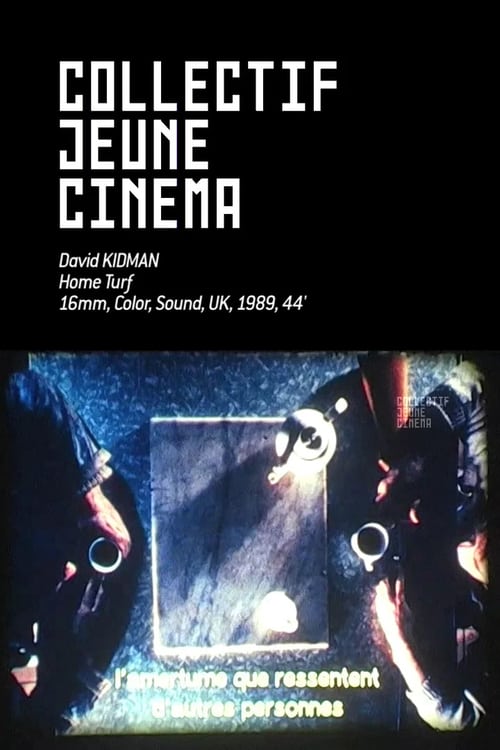 COLLECTIF
JEUNE
CINEMA
David KIDMAN
Home Turf
16mm, Color, Sound, UK, 1989, 44'
COLLECTIF
JEUNE
CINEMA
l'amertume que ressentent
d'autres personnes